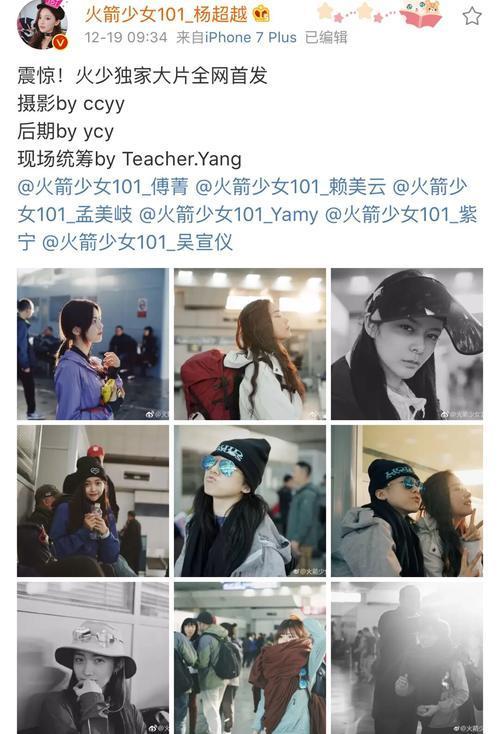 火箭少女101_杨超越
12-19 09:34 来自iPhone 7 Plus 已编辑
震惊！火少独家大片全网首发
摄影by ccyy
后期by ycy
现场统筹by Teacher.Yang
@火箭少女101_傅菁 @火箭少女101_赖美云 @火箭少
女101_孟美岐 @火箭少女101_Yamy @火箭少女101_紫
宁 @火箭少女101_吴宣仪